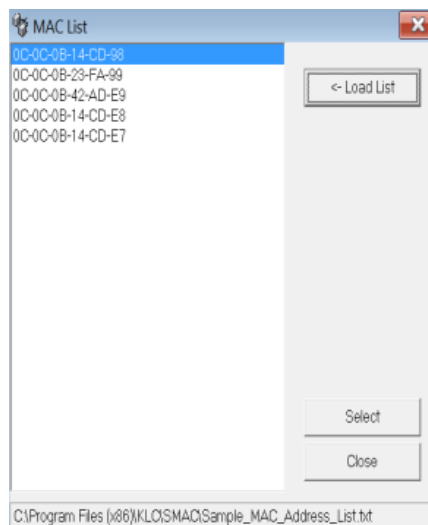 MAC List
0C-0C-0B-14-CD-98
0C-0C-0B-23-FA-99
0C-0C-0B-42-AD-E9
0C-0C-0B-14-CD-E8
0C-0C-0B-14-CD-E7
<- Load List
Select
Close
C:\Program Files (x86)\KLC\SMAC\Sample_MAC_Address_List.txt